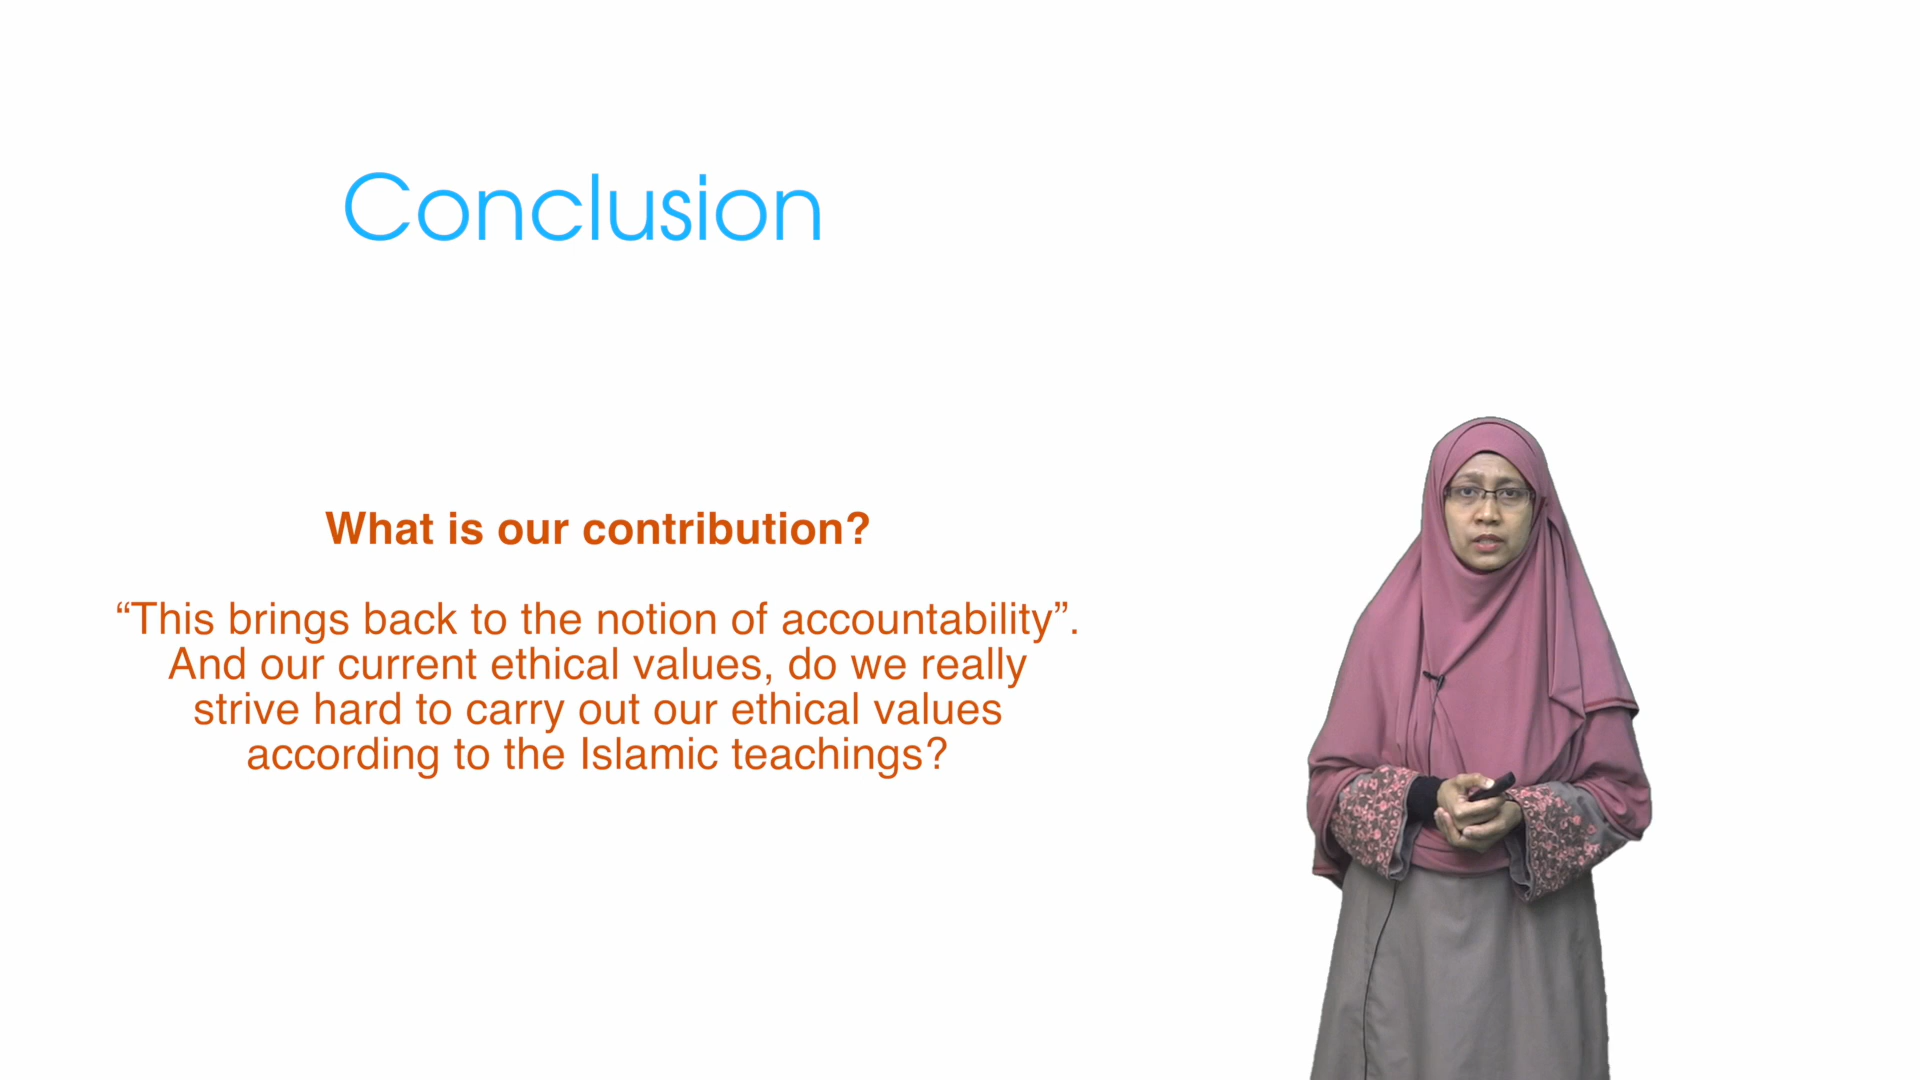 Conclusion
What is our contribution?
“This brings back to the notion of accountability”.
And our current ethical values, do we really
strive hard to carry out our ethical values
according to the Islamic teachings?